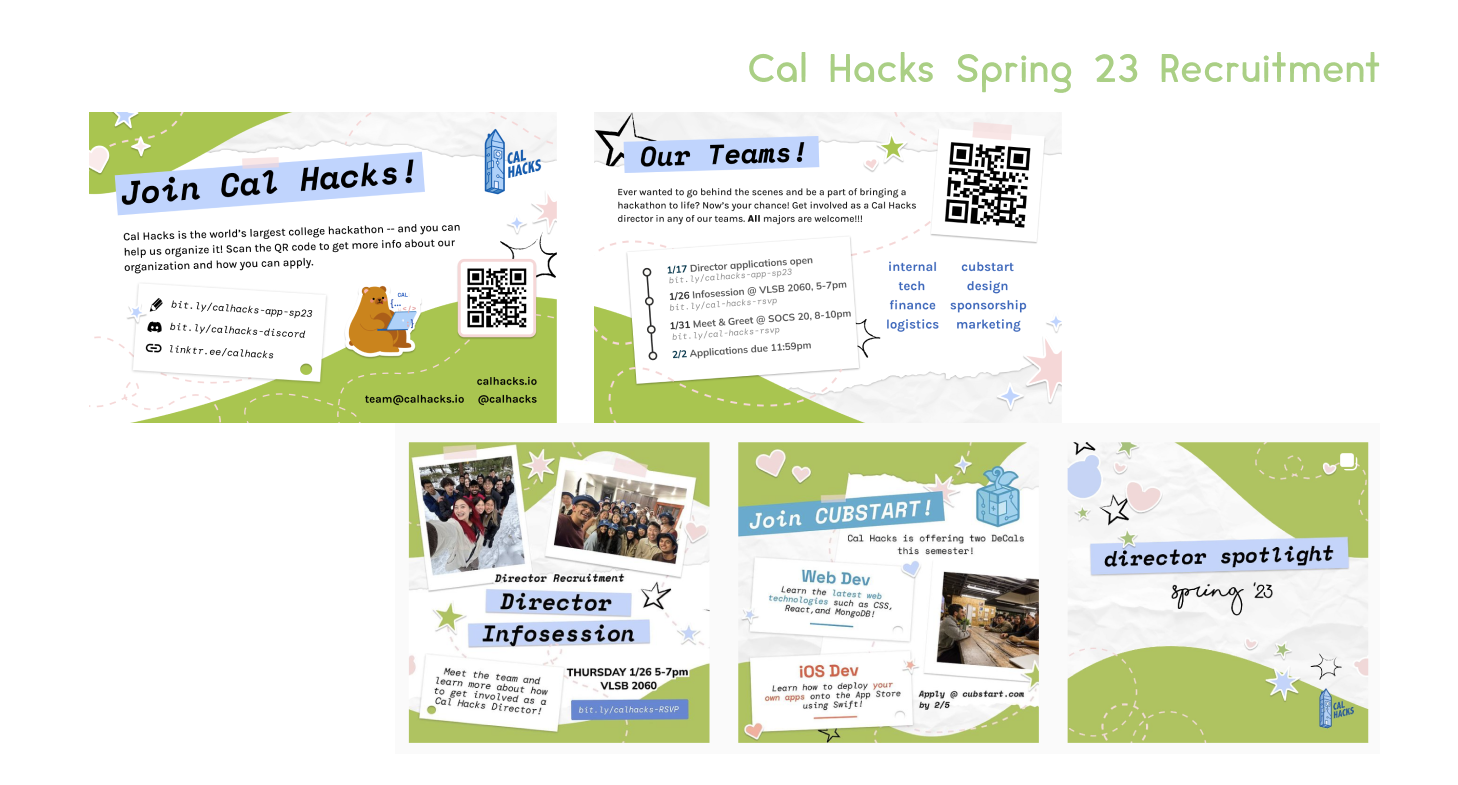 Cal Hacks Spring 23 Recruitment
Join Cal Hacks!
CAL
HACKS
Cal Hacks is the world's largest college hackathon -- and you can
help us organize it! Scan the QR code to get more info about our
organization and how you can apply.
bit.ly/calhacks-app-sp23
bit.ly/calhacks-discord
linktr.ee/calhacks
CAL
calhacks.io
team@calhacks.io @calhacks
Our Teams!
Ever wanted to go behind the scenes and be a part of bringing a
hackathon to life? Now's your chance! Get involved as a Cal Hacks
director in any of our teams. All majors are welcome!!!
1/17 Director applications open
bit.ly/calhacks-app-sp23
1/26 Infosession @ VLSB 2060, 5-7pm
bit.ly/cal-hacks-rsvp
1/31 Meet & Greet @ SOCS 20, 8-10pm
bit.ly/cal-hacks-rsvp
2/2 Applications due 11:59pm
internal cubstart
tech design
finance sponsorship
logistics marketing
Director Recruitment
Director
Infosession
Meet the team and
learn more about how
to get involved as a
Cal Hacks Director!
THURSDAY 1/26 5-7pm
VLSB 2060
bit.ly/calhacks-RSVP
Join CUBSTART!
Cal Hacks is offering two DeCals
this semester!
Web Dev
Learn the latest web
technologies such as CSS,
React,and MongoDB!
iOS Dev
Learn how to deploy your
own apps onto the App Store
using Swift!
Apply @ cubstart.com
by 2/5
director spotlight
spring '23
CAL
HACKS